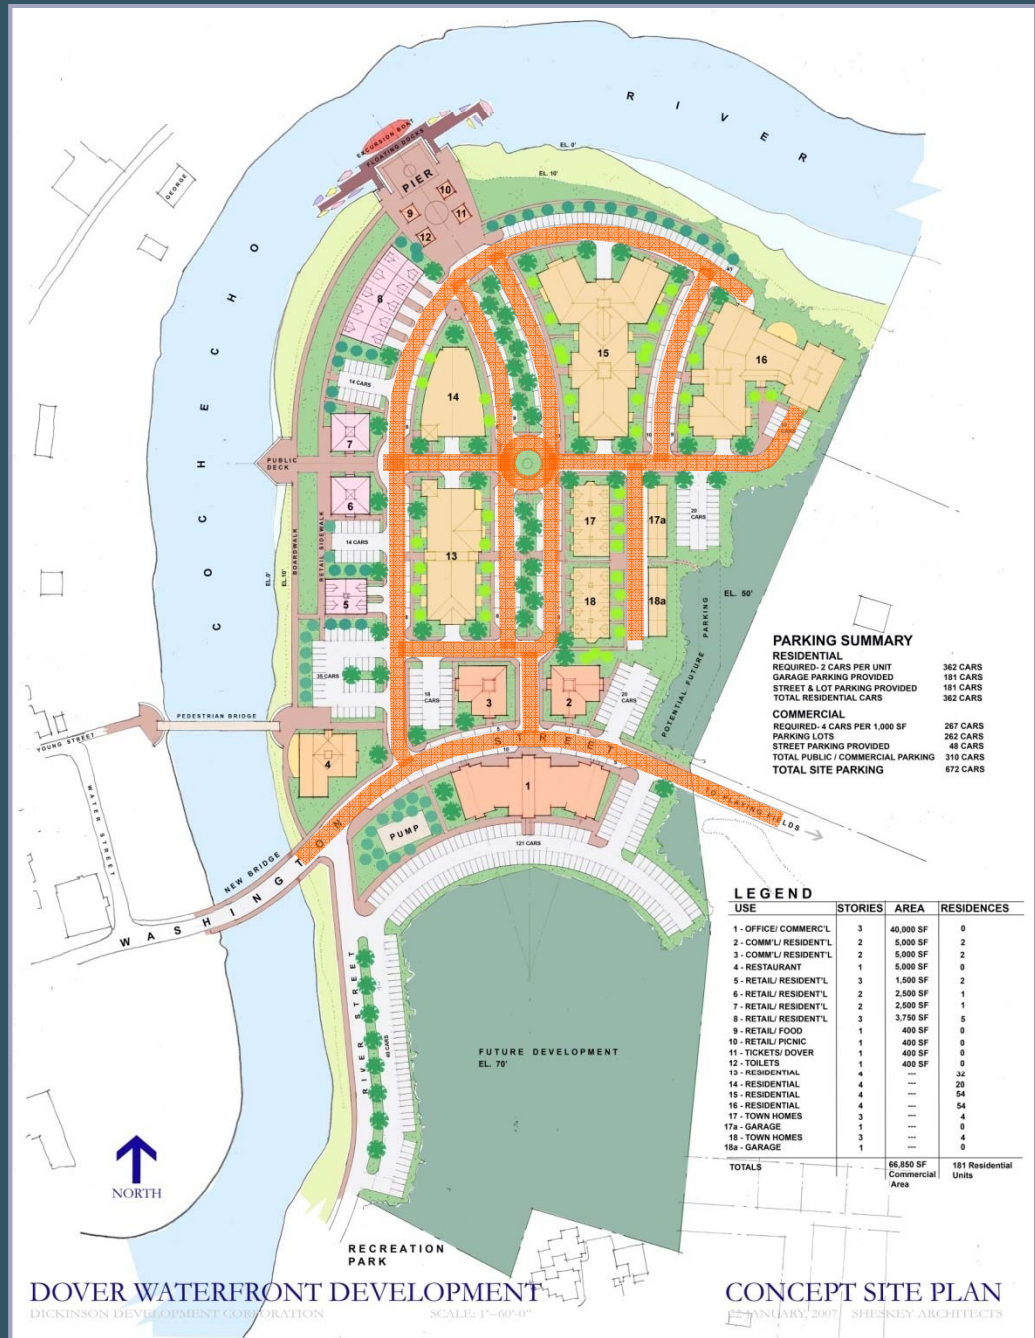 RIVER
COCHECHO
GEORGE
EXCURSION BOAT
FLOATING DOCKS
PIER
10
9
11
12
EL. 0'
EL. 10'
41
8
15
16
14 CARS
14
7
PUBLIC
DECK
6
17
17a
20
CARS
BOARDWALK
RETAIL SIDEWALK
14 CARS
13
EL.0'
EL.10'
5
18
18a
EL. 50'
POTENTIAL FUTURE PARKING
35 CARS
18
CARS
3
2
20
CARS
PEDESTRIAN BRIDGE
YOUNG STREET
WATER STREET
4
STREET
10
1
TO PLAYING FIELDS
PUMP
121 CARS
NEW BRIDGE
WASHINGTON
RIVER STREET
40 CARS
FUTURE DEVELOPMENT
EL. 70'
PARKING SUMMARY
RESIDENTIAL
REQUIRED- 2 CARS PER UNIT 362 CARS
GARAGE PARKING PROVIDED 181 CARS
STREET & LOT PARKING PROVIDED 181 CARS
TOTAL RESIDENTIAL CARS 362 CARS
COMMERCIAL
REQUIRED- 4 CARS PER 1,000 SF 267 CARS
PARKING LOTS 262 CARS
STREET PARKING PROVIDED 48 CARS
TOTAL PUBLIC / COMMERCIAL PARKING 310 CARS
TOTAL SITE PARKING 672 CARS
LEGEND
USE STORIES AREA RESIDENCES
1 - OFFICE/ COMMERC'L 3 40,000 SF 0
2 - COMM'L/ RESIDENT'L 2 5,000 SF 2
3 - COMM'L/ RESIDENT'L 2 5,000 SF 2
4 - RESTAURANT 1 5,000 SF 0
5 - RETAIL/ RESIDENT'L 3 1,500 SF 2
6 - RETAIL/ RESIDENT'L 2 2,500 SF 1
7 - RETAIL/ RESIDENT'L 2 2,500 SF 1
8 - RETAIL/ RESIDENT'L 3 3,750 SF 5
9 - RETAIL/ FOOD 1 400 SF 0
10 - RETAIL/ PICNIC 1 400 SF 0
11 - TICKETS/ DOVER 1 400 SF 0
12 - TOILETS 1 400 SF 0
13 - RESIDENTIAL 4 --- 32
14 - RESIDENTIAL 4 --- 20
15 - RESIDENTIAL 4 --- 54
16 - RESIDENTIAL 4 --- 54
17 - TOWN HOMES 3 --- 4
17a - GARAGE 1 --- 0
18 - TOWN HOMES 3 --- 4
18a - GARAGE 1 --- 0
TOTALS 66,850 SF 181 Residential
Commercial Units
Area
NORTH
RECREATION
PARK
DOVER WATERFRONT DEVELOPMENT
DICKINSON DEVELOPMENT CORPORATION SCALE: 1"=60'-0"
CONCEPT SITE PLAN
22 JANUARY, 2007 SHESKEY ARCHITECTS